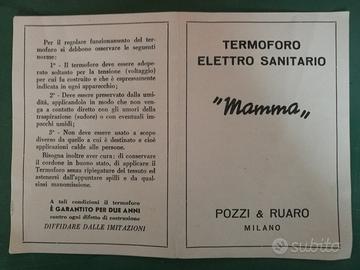 Per il regolare funzionamento del ter-
moforo si debbono osservare le seguenti
norme:
1° - Il termoforo deve essere adope-
rato soltanto per la tensione (voltaggio)
per cui fu costruito e che è espressamente
indicata in ogni apparecchio;
2° - Deve essere preservato dalla umi-
dità, applicandolo in modo che non ven-
ga a contatto diretto con gli umori della
traspirazione (sudore) o con eventuali im-
pacchi umidi;
3° - Non deve essere usato a scopo
diverso da quello a cui è destinato e cioè
applicazioni calde alle persone.
Bisogna inoltre aver cura: di conservare
il cordone in buono stato, di applicare il
Termoforo senza ripiegature del tessuto ed
astenersi dall'appuntare spilli e da qualsi-
asi manomissione.
A tali condizioni il termoforo
È GARANTITO PER DUE ANNI
contro ogni difetto di costruzione
DIFFIDARE DALLE IMITAZIONI
TERMOFORO
ELETTRO SANITARIO
"Mamma"
POZZI & RUARO
MILANO
subito